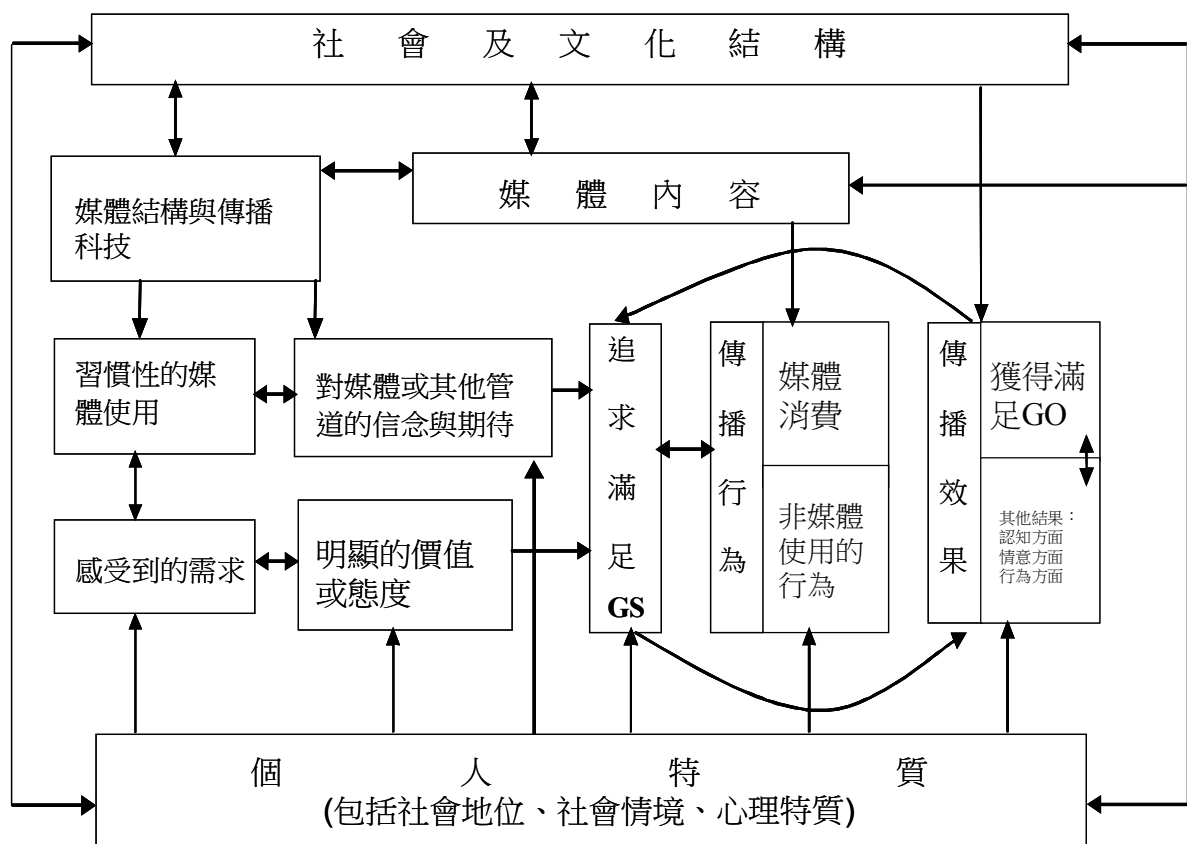 社會及文化結構
媒體結構與傳播
科技
媒體內容
習慣性的媒
體使用
對媒體或其他管
道的信念與期待
追求滿足GS
傳播行為
媒體
消費
傳播效果
獲得滿
足GO
感受到的需求
明顯的價值
或態度
非媒體
使用的
行為
其他結果：
認知方面
情意方面
行為方面
個人特質
(包括社會地位、社會情境、心理特質)